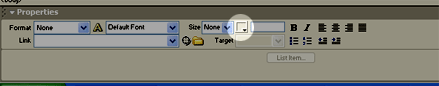 Properties
Format None Default Font Size None B I
Link Target
List Item...